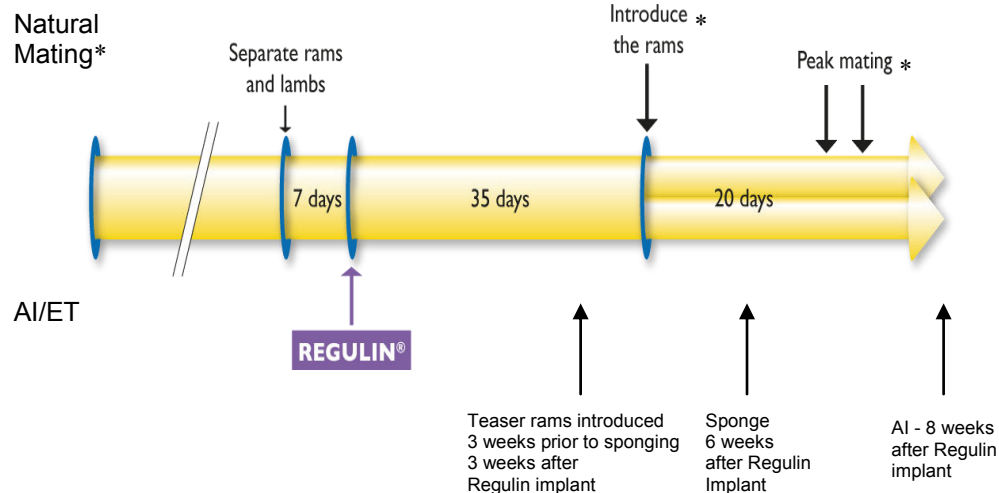 Natural
Mating*
Separate rams
and lambs
Introduce *
the rams
Peak mating *
7 days
35 days
20 days
AI/ET
REGULIN®
Teaser rams introduced
3 weeks prior to sponging
3 weeks after
Regulin implant
Sponge
6 weeks
after Regulin
Implant
AI - 8 weeks
after Regulin
implant